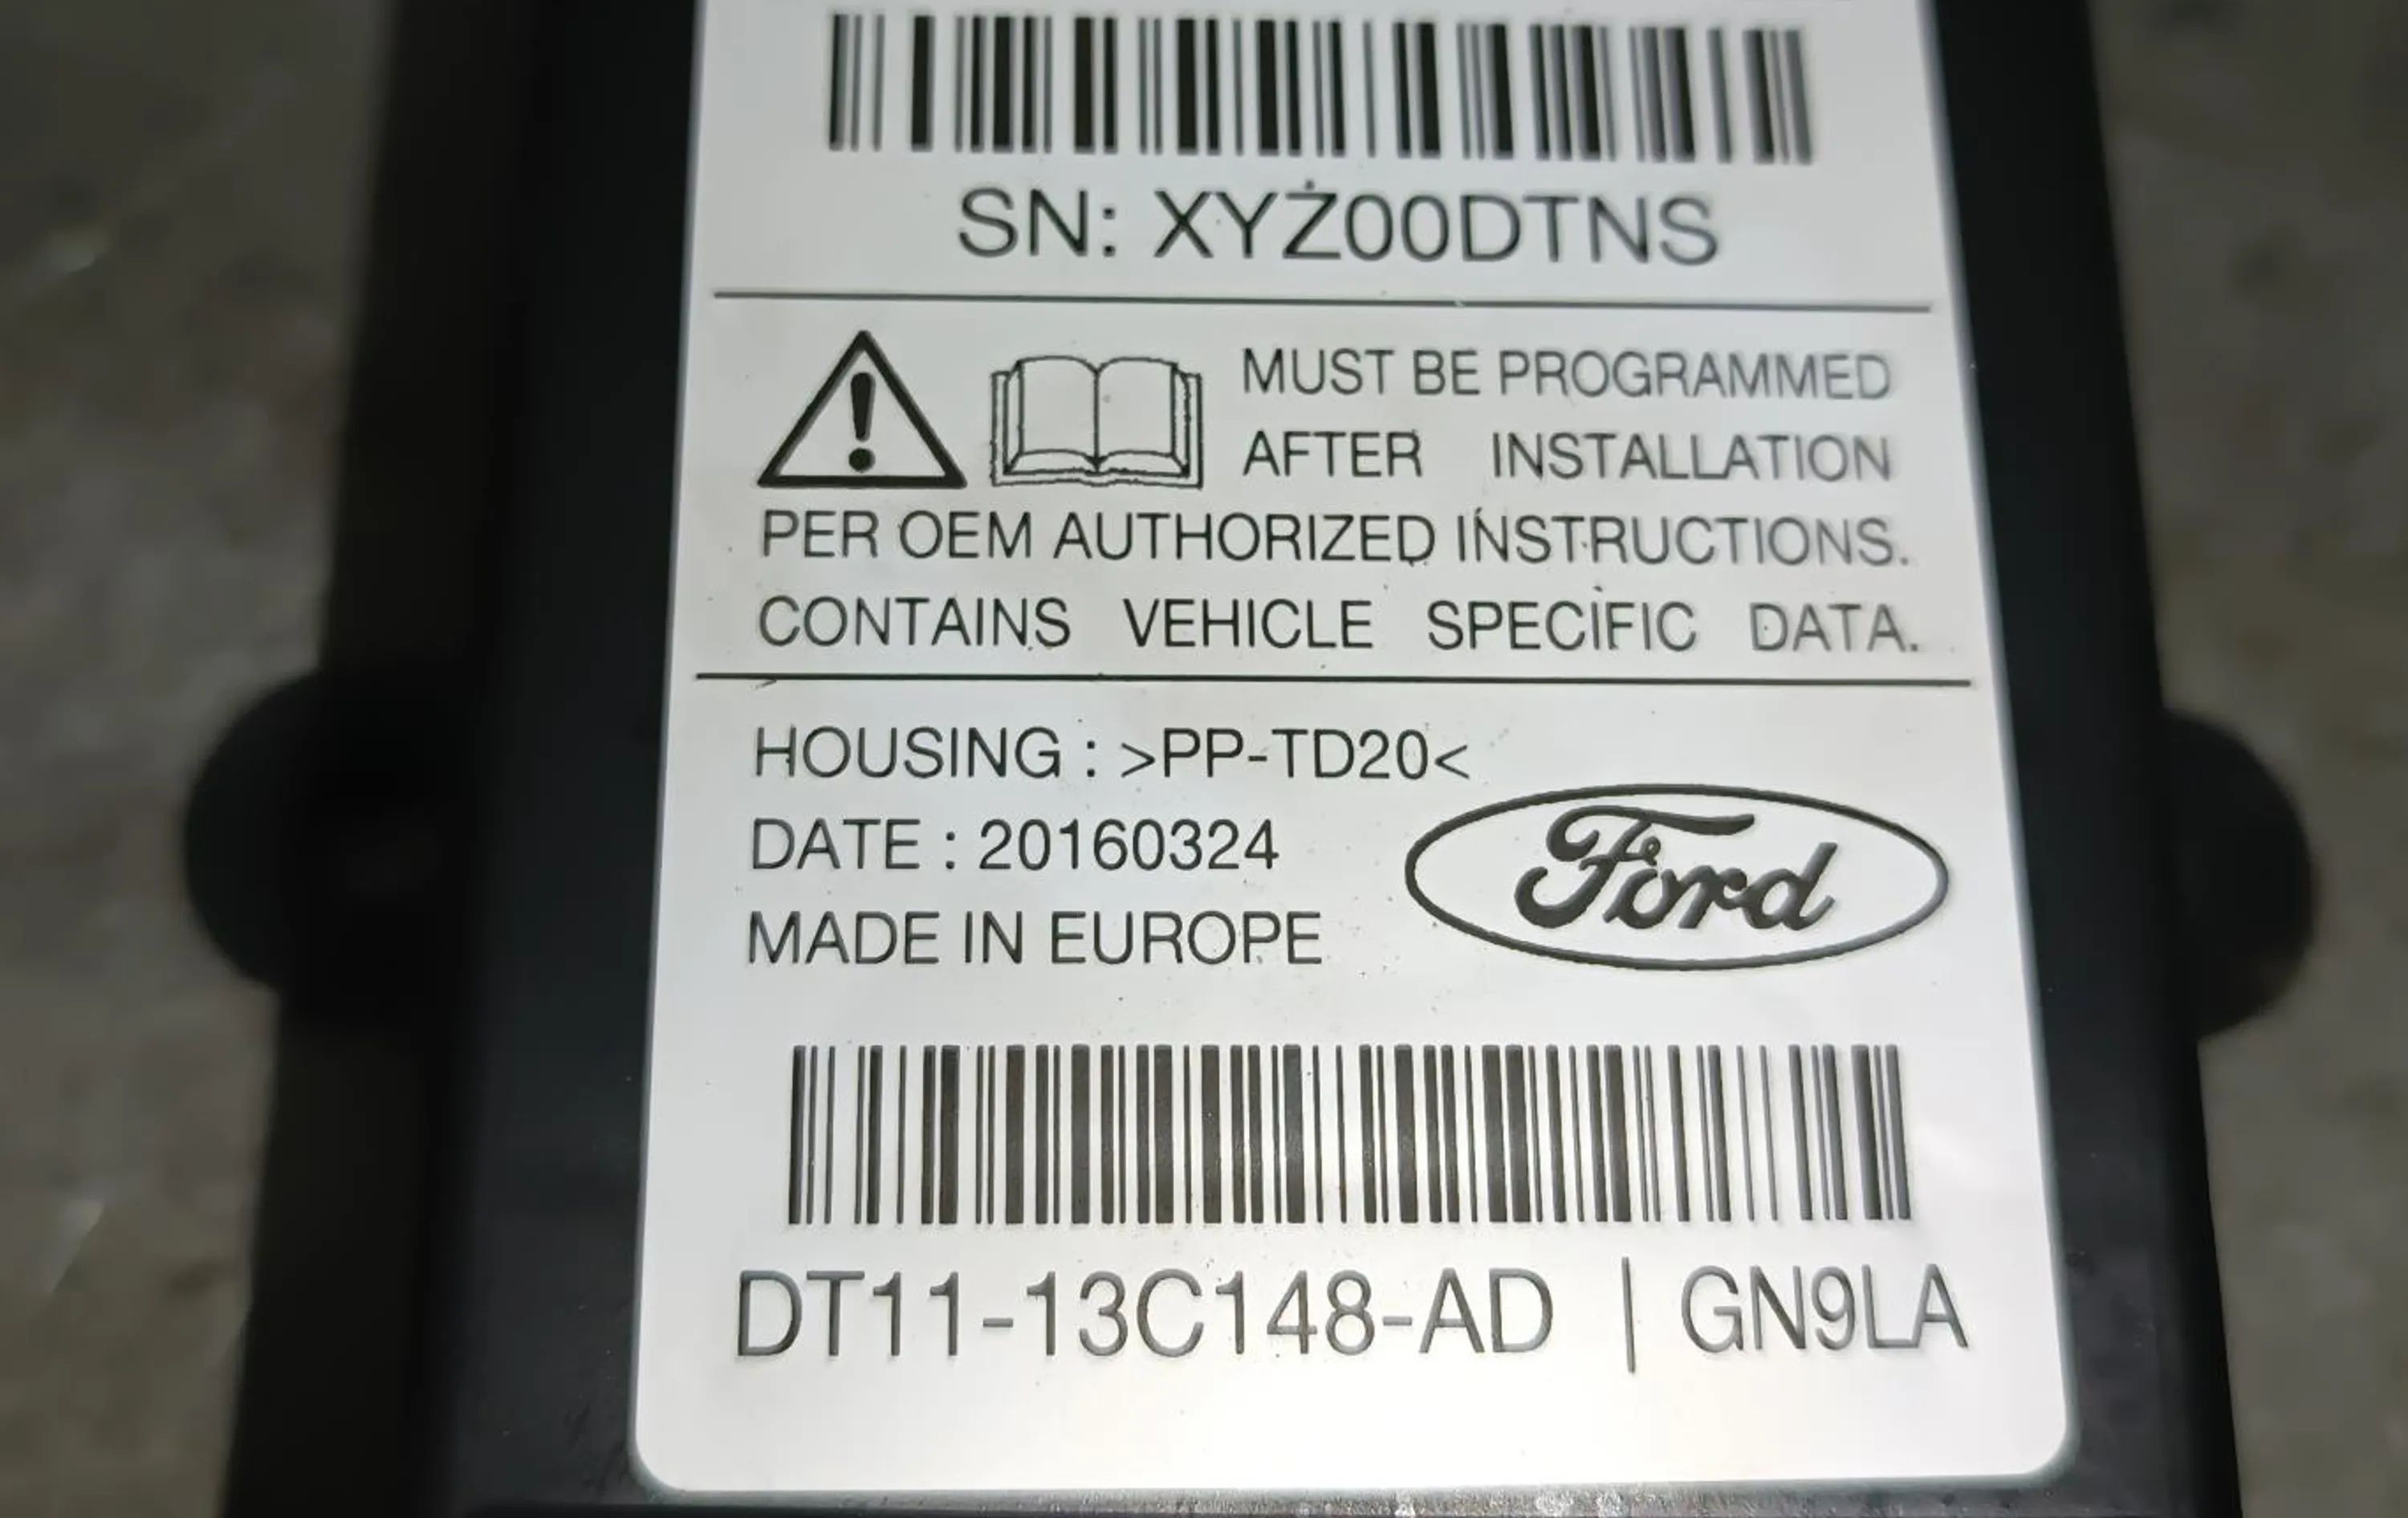 SN: XYZ00DTNS
MUST BE PROGRAMMED
AFTER INSTALLATION
PER OEM AUTHORIZED INSTRUCTIONS.
CONTAINS VEHICLE SPECIFIC DATA.
HOUSING : >PP-TD20<
DATE : 20160324
Ford
MADE IN EUROPE
DT11-13C148-AD | GN9LA